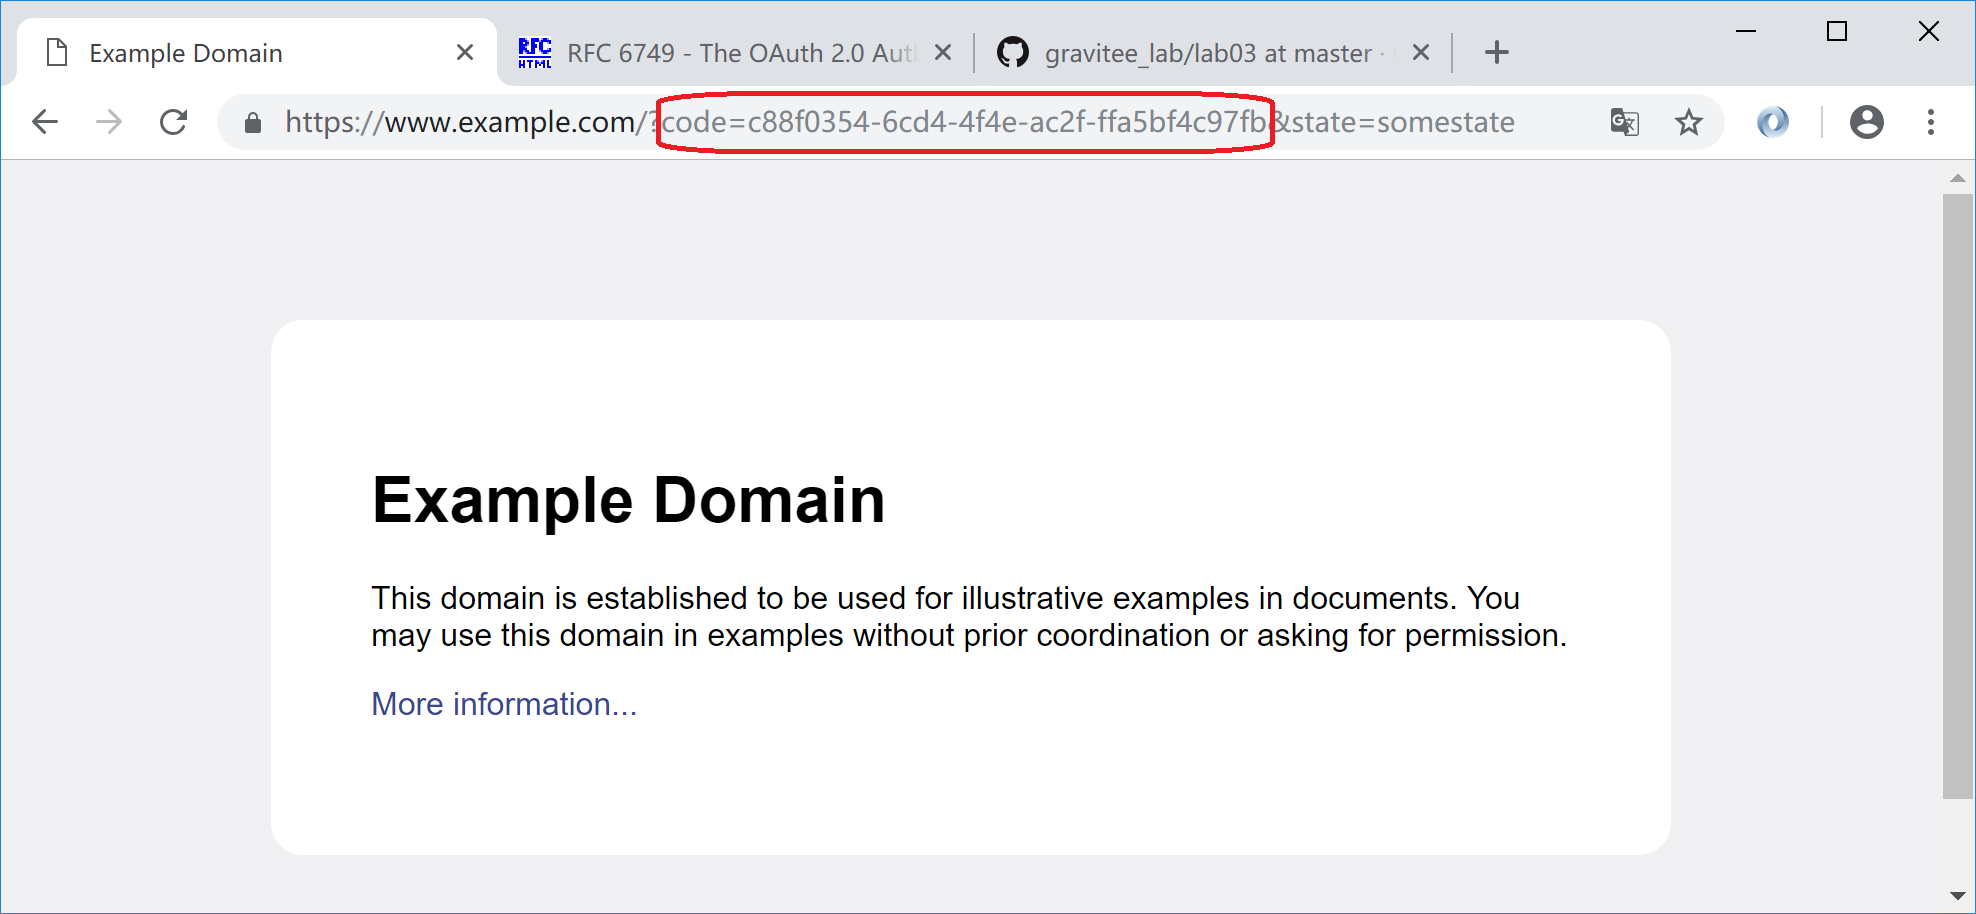 Example Domain
RFC HTML
RFC 6749 - The OAuth 2.0 Aut
gravitee_lab/lab03 at master ·
https://www.example.com/?code=c88f0354-6cd4-4f4e-ac2f-ffa5bf4c97fb&state=somestate
Example Domain
This domain is established to be used for illustrative examples in documents. You
may use this domain in examples without prior coordination or asking for permission.
More information...